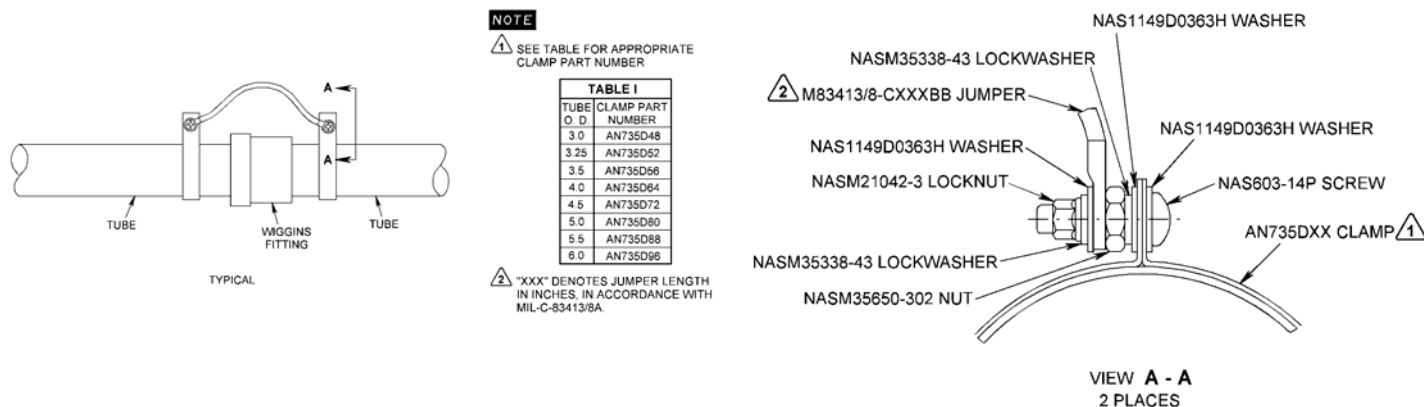 A
A
TUBE
WIGGINS
FITTING
TUBE
TYPICAL
NOTE
1 SEE TABLE FOR APPROPRIATE
CLAMP PART NUMBER
TABLE I
TUBE O. D. CLAMP PART NUMBER
3.0 AN735D48
3.25 AN735D52
3.5 AN735D56
4.0 AN735D64
4.5 AN735D72
5.0 AN735D80
5.5 AN735D88
6.0 AN735D96
2 "XXX" DENOTES JUMPER LENGTH
IN INCHES, IN ACCORDANCE WITH
MIL-C-83413/8A.
NAS1149D0363H WASHER
NASM35338-43 LOCKWASHER
2 M83413/8-CXXXBB JUMPER
NAS1149D0363H WASHER
NAS1149D0363H WASHER
NASM21042-3 LOCKNUT
NAS603-14P SCREW
AN735DXX CLAMP 1
NASM35338-43 LOCKWASHER
NASM35650-302 NUT
VIEW A - A
2 PLACES